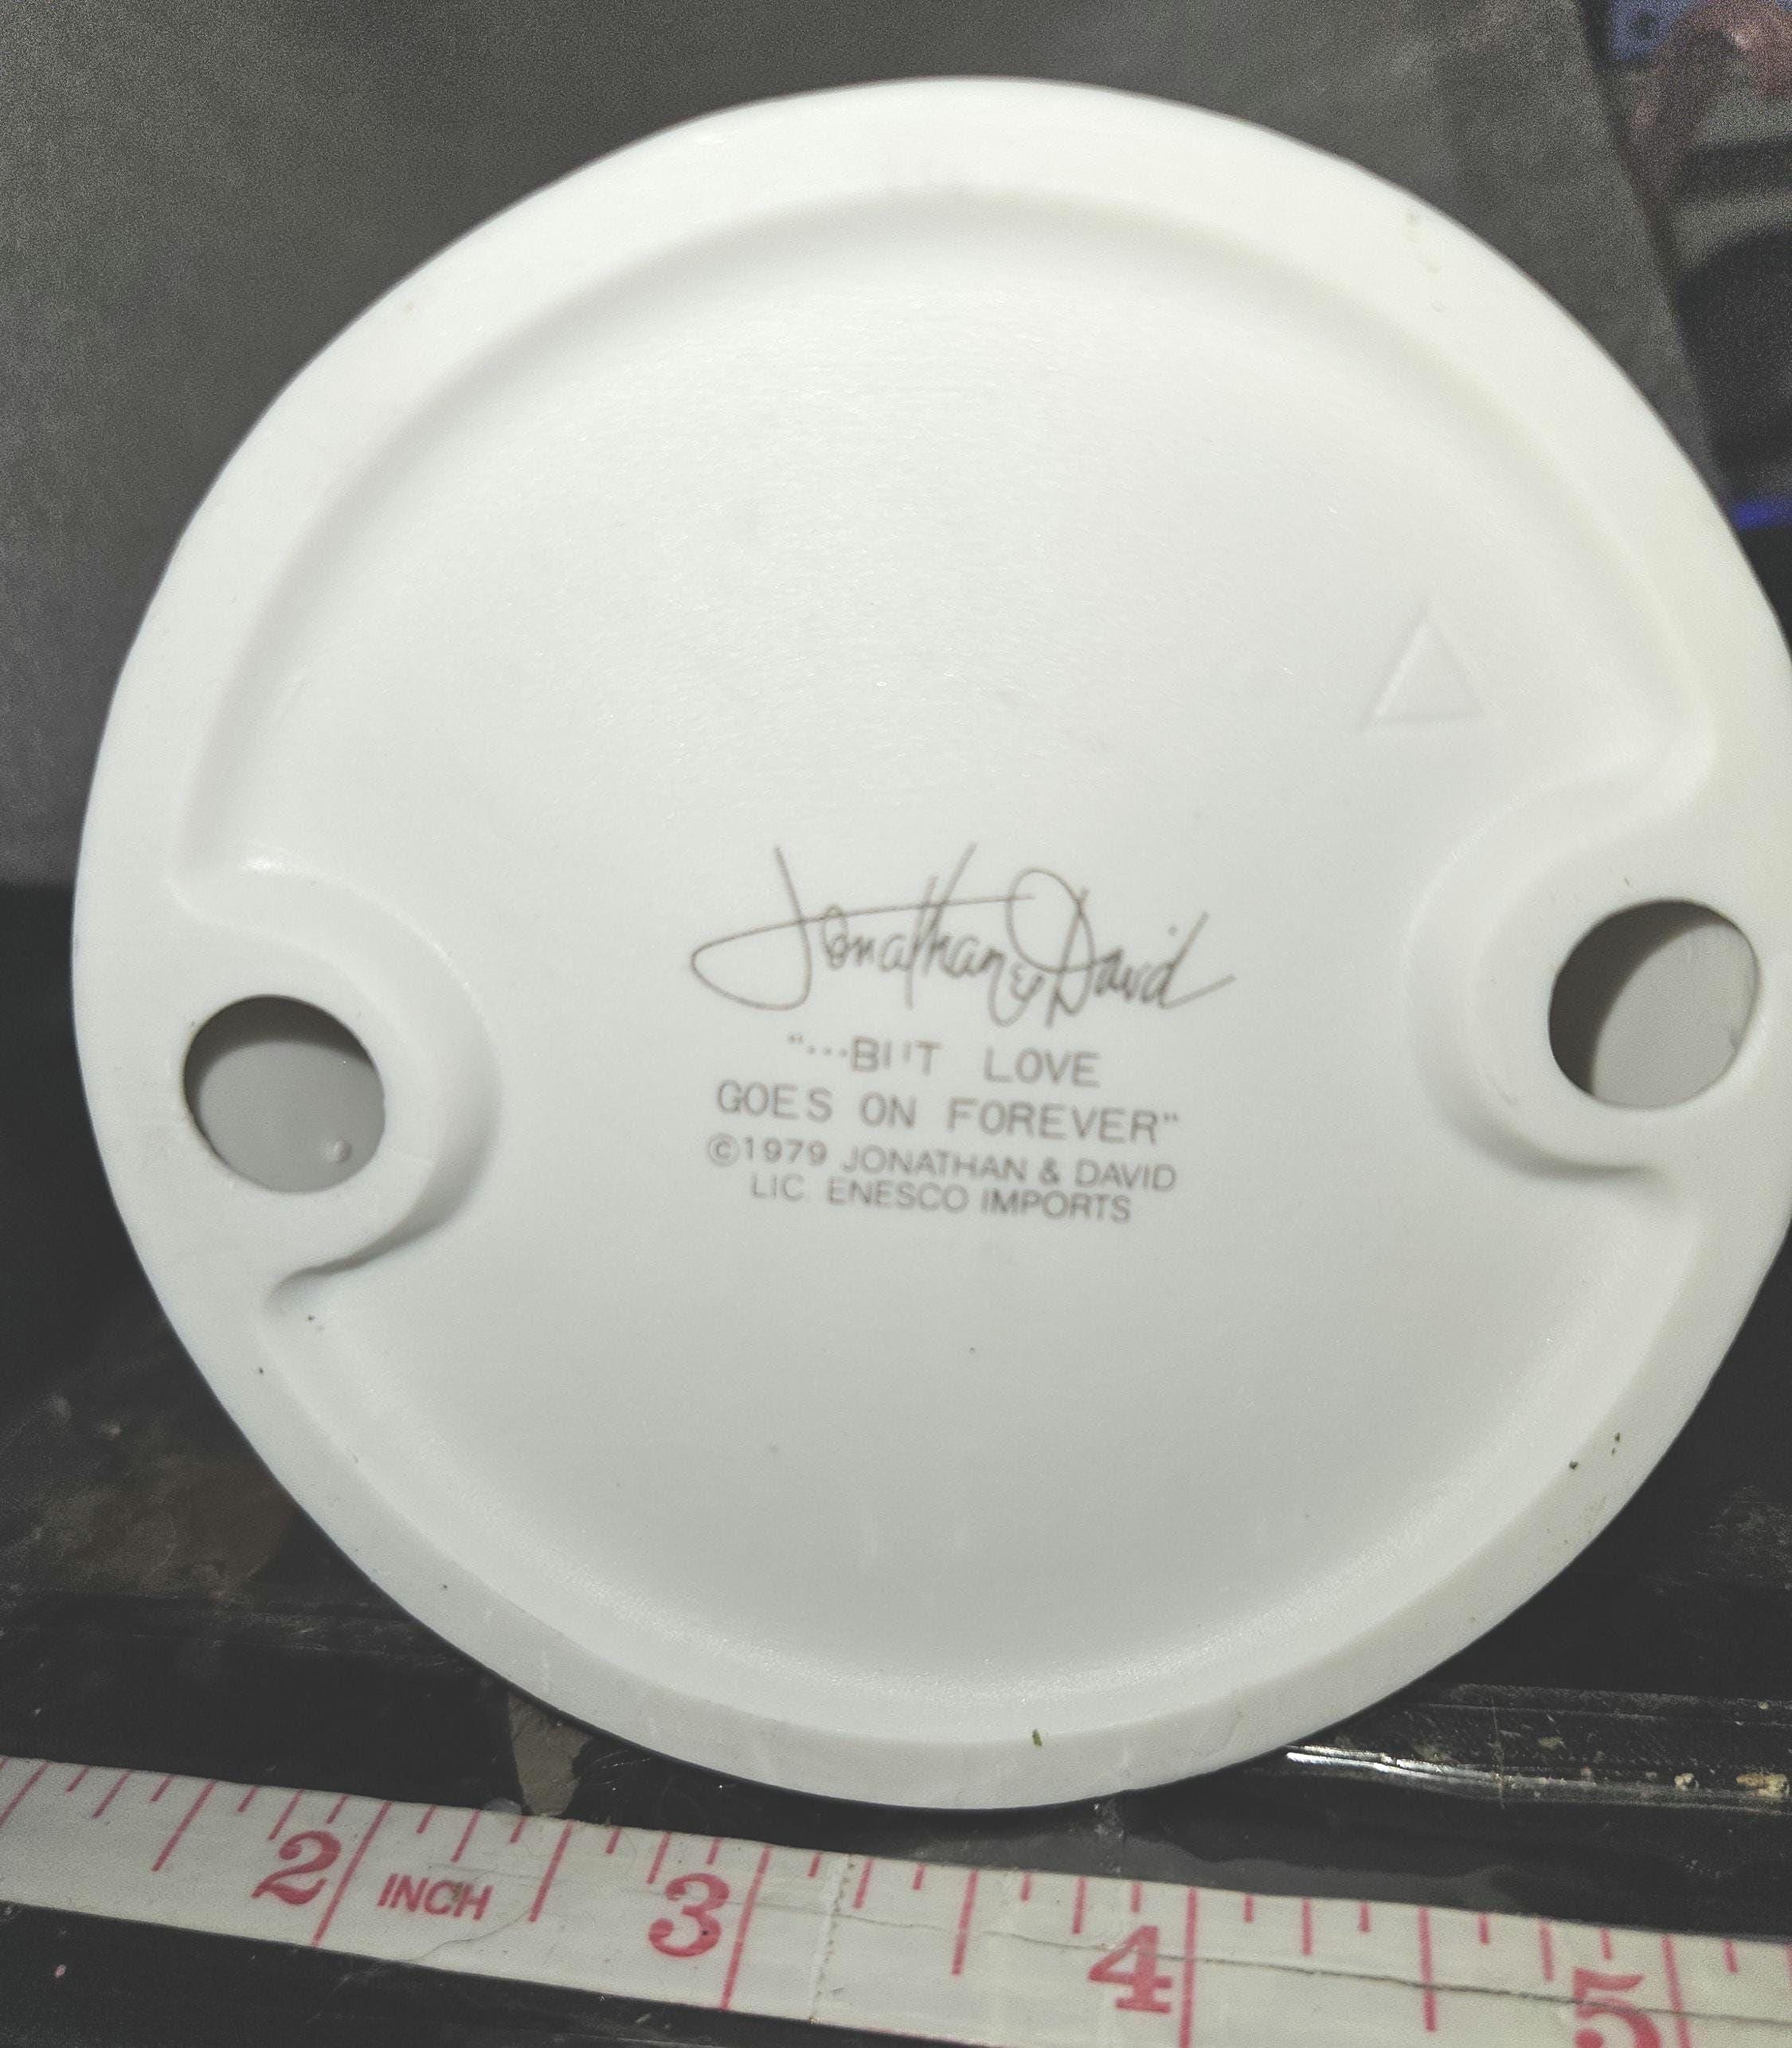 Jonathan & David
"...BUT LOVE
GOES ON FOREVER"
©1979 JONATHAN & DAVID
LIC. ENESCO IMPORTS
2 INCH 3 4 5